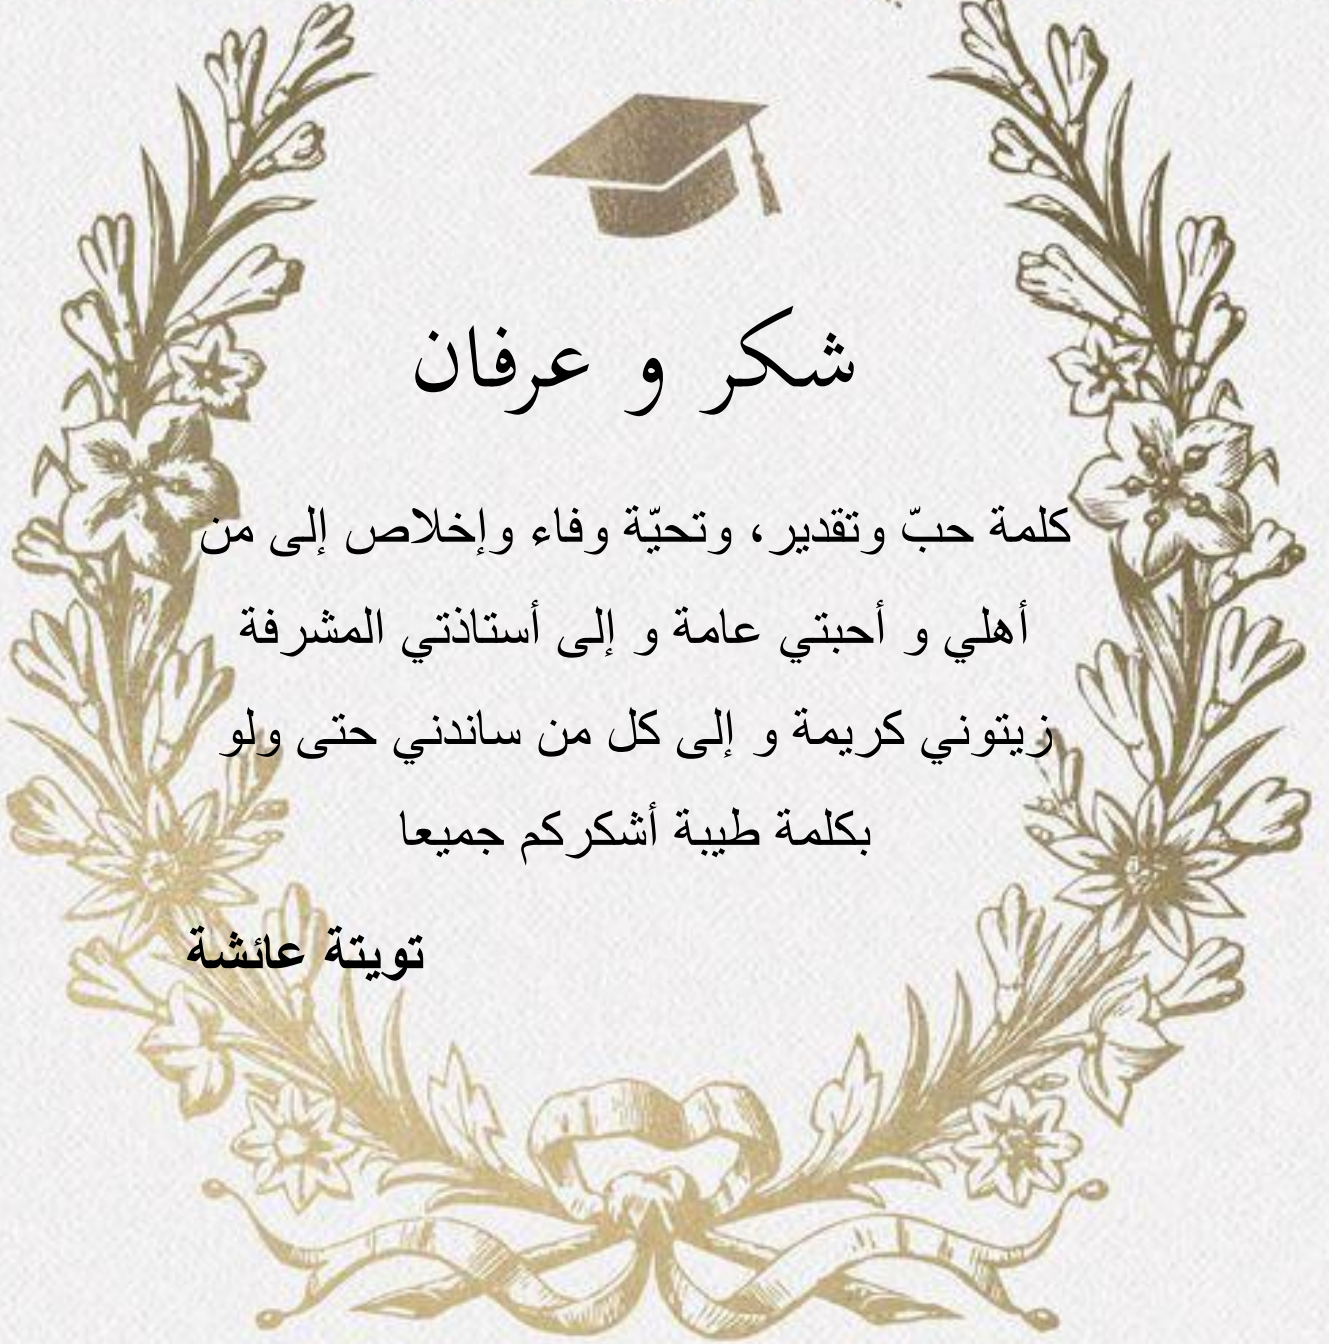 شكر و عرفان
كلمة حبّ وتقدير، وتحيّة وفاء وإخلاص إلى من
أهلي و أحبتي عامة و إلى أستاذتي المشرفة
زيتوني كريمة و إلى كل من ساندني حتى ولو
بكلمة طيبة أشكركم جميعا
تويتة عائشة